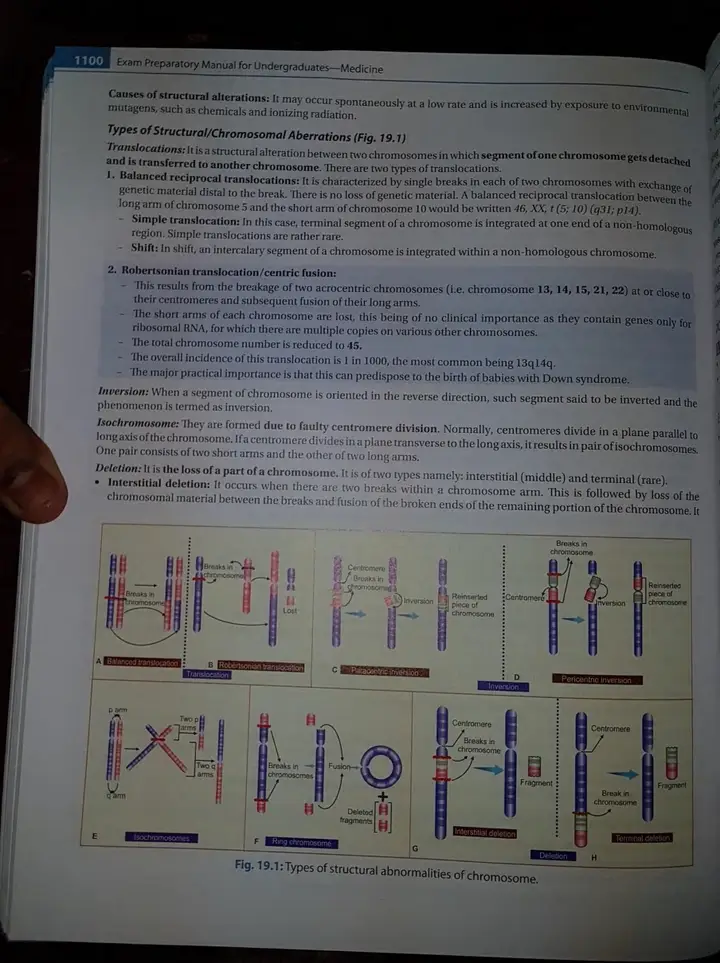 1100 Exam Preparatory Manual for Undergraduates—Medicine
Causes of structural alterations: It may occur spontaneously at a low rate and is increased by exposure to environmental
mutagens, such as chemicals and ionizing radiation.
Types of Structural/Chromosomal Aberrations (Fig. 19.1)
Translocations: It is a structural alteration between two chromosomes in which segment of one chromosome gets detached
and is transferred to another chromosome. There are two types of translocations.
1. Balanced reciprocal translocations: It is characterized by single breaks in each of two chromosomes with exchange of
genetic material distal to the break. There is no loss of genetic material. A balanced reciprocal translocation between the
long arm of chromosome 5 and the short arm of chromosome 10 would be written 46, XX, t (5; 10) (q31; p14).
– Simple translocation: In this case, terminal segment of a chromosome is integrated at one end of a non-homologous
region. Simple translocations are rather rare.
– Shift: In shift, an intercalary segment of a chromosome is integrated within a non-homologous chromosome.
2. Robertsonian translocation/centric fusion:
– This results from the breakage of two acrocentric chromosomes (i.e. chromosome 13, 14, 15, 21, 22) at or close to
their centromeres and subsequent fusion of their long arms.
– The short arms of each chromosome are lost, this being of no clinical importance as they contain genes only for
ribosomal RNA, for which there are multiple copies on various other chromosomes.
– The total chromosome number is reduced to 45.
– The overall incidence of this translocation is 1 in 1000, the most common being 13q14q.
– The major practical importance is that this can predispose to the birth of babies with Down syndrome.
Inversion: When a segment of chromosome is oriented in the reverse direction, such segment said to be inverted and the
phenomenon is termed as inversion.
Isochromosome: They are formed due to faulty centromere division. Normally, centromeres divide in a plane parallel to
long axis of the chromosome. If a centromere divides in a plane transverse to the long axis, it results in pair of isochromosomes.
One pair consists of two short arms and the other of two long arms.
Deletion: It is the loss of a part of a chromosome. It is of two types namely: interstitial (middle) and terminal (rare).
• Interstitial deletion: It occurs when there are two breaks within a chromosome arm. This is followed by loss of the
chromosomal material between the breaks and fusion of the broken ends of the remaining portion of the chromosome. It
Breaks in
chromosome
A Balanced translocation
Breaks in
chromosome
Lost
B Robertsonian translocation
Translocation
Centromere
Breaks in
chromosome
Inversion
Reinserted
piece of
chromosome
C Paracentric inversion
Breaks in
chromosome
Centromere
Inversion
Reinserted
piece of
chromosome
D Pericentric inversion
Inversion
p arm
q arm
Two p
arms
Two q
arms
E Isochromosomes
Breaks in
chromosomes
Fusion
Deleted
fragments
F Ring chromosome
Centromere
Breaks in
chromosome
Fragment
G Interstitial deletion
Centromere
Break in
chromosome
Fragment
H Terminal deletion
Deletion
Fig. 19.1: Types of structural abnormalities of chromosome.